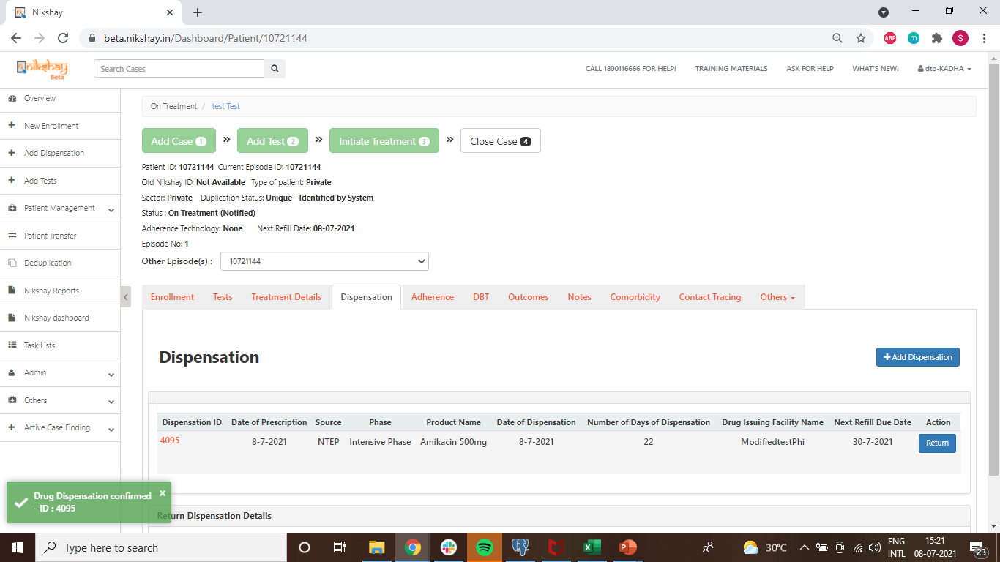 Nikshay
beta.nikshay.in/Dashboard/Patient/10721144
ABP
m
S
nikshay
Beta
Search Cases
CALL 1800116666 FOR HELP!
TRAINING MATERIALS
ASK FOR HELP
WHAT'S NEW!
dto-KADHA
Overview
New Enrollment
Add Dispensation
Add Tests
Patient Management
Patient Transfer
Deduplication
Nikshay Reports
Nikshay dashboard
Task Lists
Admin
Others
Active Case Finding
On Treatment / test Test
Add Case 1 » Add Test 2 » Initiate Treatment 3 » Close Case 4
Patient ID: 10721144 Current Episode ID: 10721144
Old Nikshay ID: Not Available Type of patient: Private
Sector: Private Duplication Status: Unique - Identified by System
Status : On Treatment (Notified)
Adherence Technology: None Next Refill Date: 08-07-2021
Episode No: 1
Other Episode(s) : 10721144
Enrollment Tests Treatment Details Dispensation Adherence DBT Outcomes Notes Comorbidity Contact Tracing Others
Dispensation
Add Dispensation
Dispensation ID Date of Prescription Source Phase Product Name Date of Dispensation Number of Days of Dispensation Drug Issuing Facility Name Next Refill Due Date Action
4095 8-7-2021 NTEP Intensive Phase Amikacin 500mg 8-7-2021 22 ModifiedtestPhi 30-7-2021 Return
Drug Dispensation confirmed
- ID : 4095
Return Dispensation Details
Type here to search
30°C
ENG
INTL
15:21
08-07-2021
23